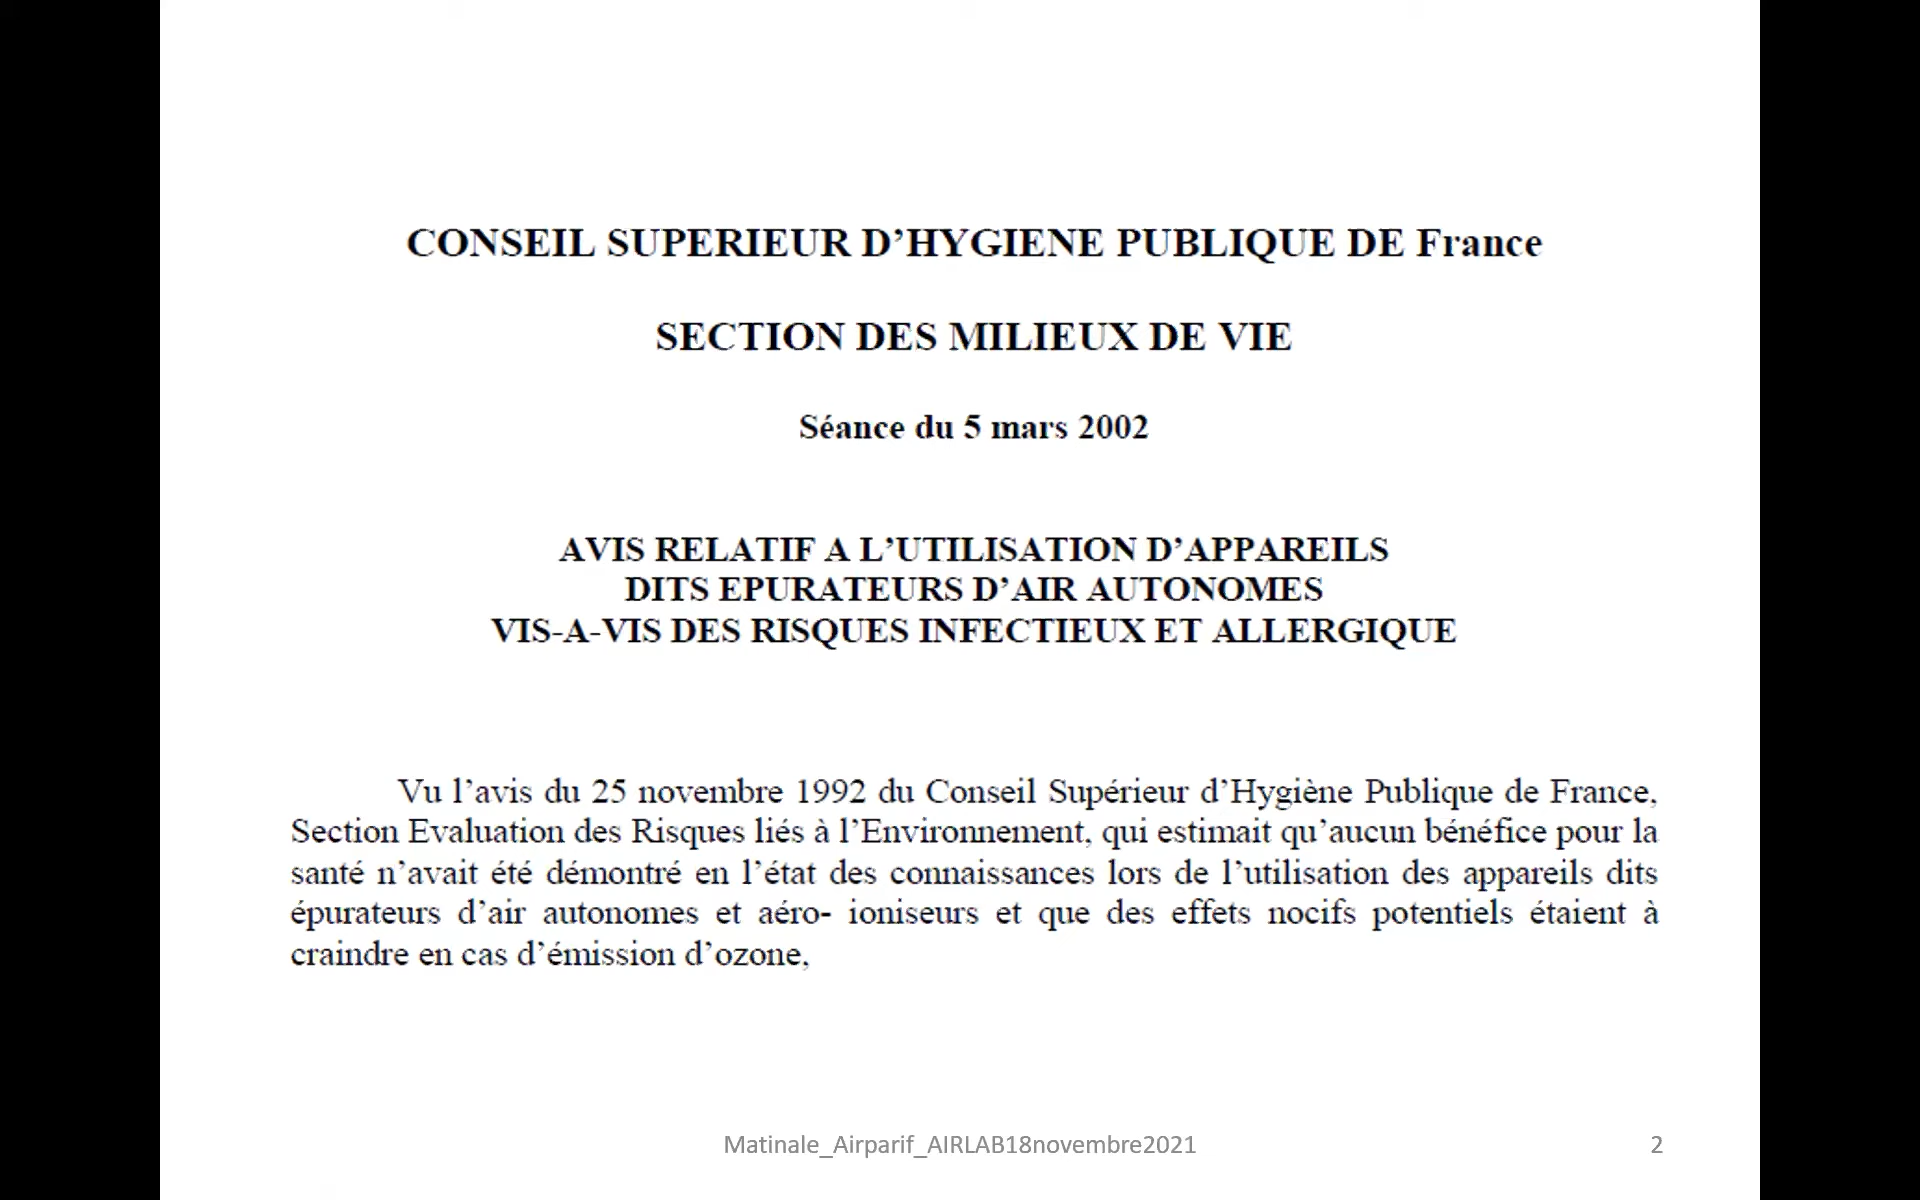 CONSEIL SUPERIEUR D’HYGIENE PUBLIQUE DE France
SECTION DES MILIEUX DE VIE
Séance du 5 mars 2002
AVIS RELATIF A L’UTILISATION D’APPAREILS
DITS EPURATEURS D’AIR AUTONOMES
VIS-A-VIS DES RISQUES INFECTIEUX ET ALLERGIQUE
Vu l’avis du 25 novembre 1992 du Conseil Supérieur d’Hygiène Publique de France,
Section Evaluation des Risques liés à l’Environnement, qui estimait qu’aucun bénéfice pour la
santé n’avait été démontré en l’état des connaissances lors de l’utilisation des appareils dits
épurateurs d’air autonomes et aéro- ioniseurs et que des effets nocifs potentiels étaient à
craindre en cas d’émission d’ozone,
Matinale_Airparif_AIRLAB18novembre2021
2